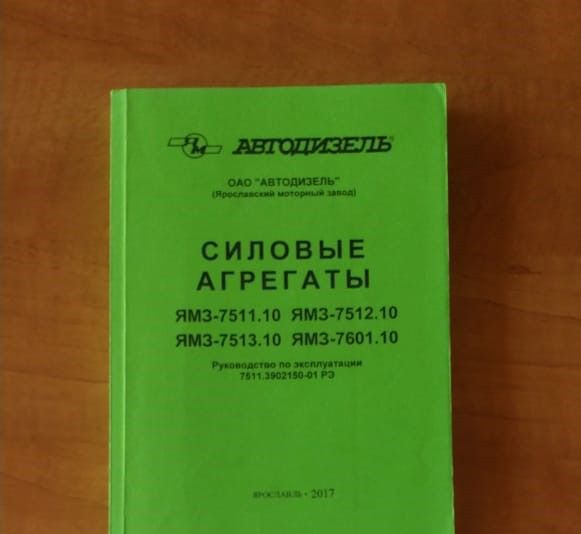 ЯМ АВТОДИЗЕЛЬ®
ОАО "АВТОДИЗЕЛЬ"
(Ярославский моторный завод)
СИЛОВЫЕ
АГРЕГАТЫ
ЯМЗ-7511.10 ЯМЗ-7512.10
ЯМЗ-7513.10 ЯМЗ-7601.10
Руководство по эксплуатации
7511.3902150-01 РЭ
ЯРОСЛАВЛЬ • 2017